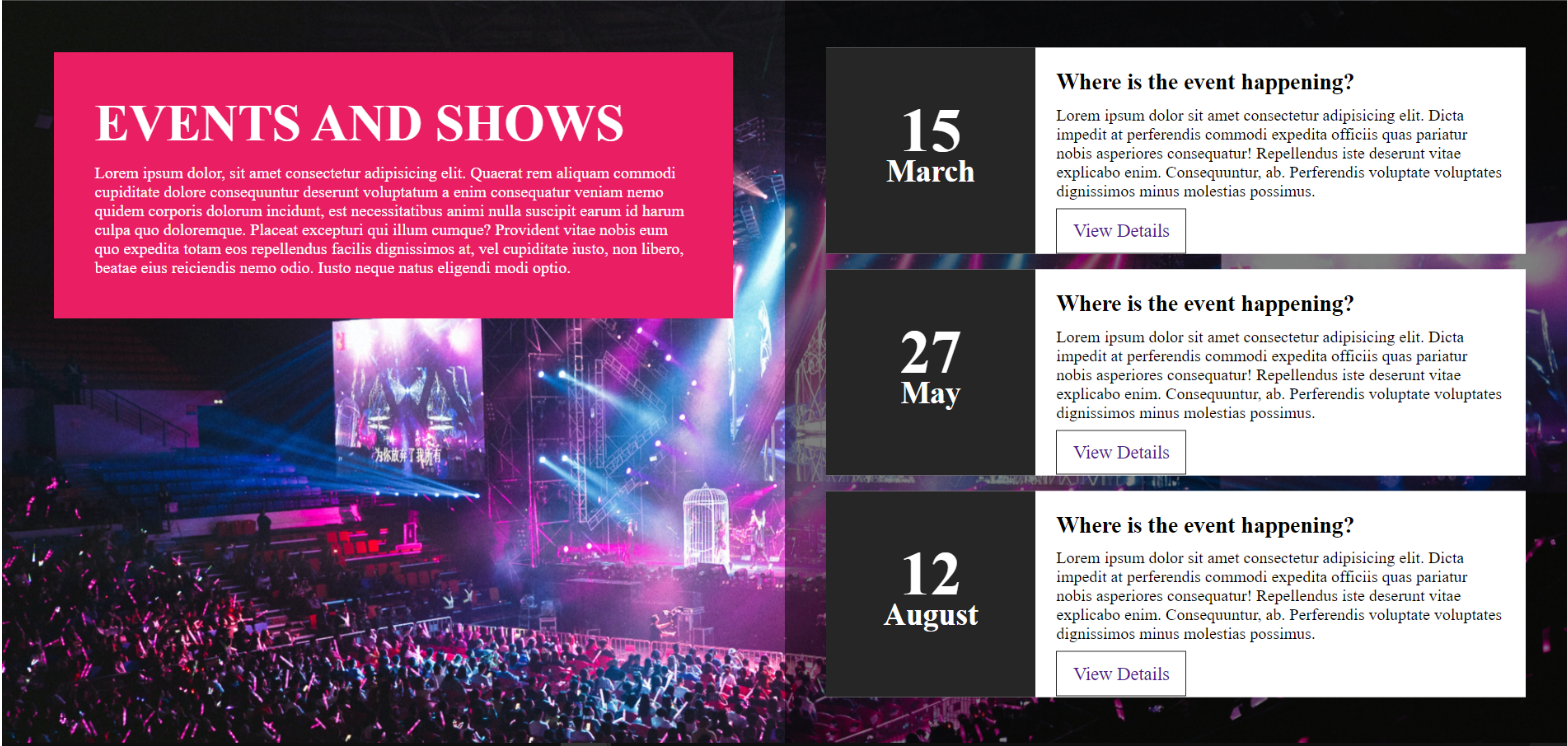 EVENTS AND SHOWS
Lorem ipsum dolor, sit amet consectetur adipisicing elit. Quaerat rem aliquam commodi
cupiditate dolore consequuntur deserunt voluptatum a enim consequatur veniam nemo
quidem corporis dolorum incidunt, est necessitatibus animi nulla suscipit earum id harum
culpa quo doloremque. Placeat excepturi qui illum cumque? Provident vitae nobis eum
quo expedita totam eos repellendus facilis dignissimos at, vel cupiditate iusto, non libero,
beatae eius reiciendis nemo odio. Iusto neque natus eligendi modi optio.
为你放弃了我所有
15
March
Where is the event happening?
Lorem ipsum dolor sit amet consectetur adipisicing elit. Dicta
impedit at perferendis commodi expedita officiis quas pariatur
nobis asperiores consequatur! Repellendus iste deserunt vitae
explicabo enim. Consequuntur, ab. Perferendis voluptate voluptates
dignissimos minus molestias possimus.
View Details
27
May
Where is the event happening?
Lorem ipsum dolor sit amet consectetur adipisicing elit. Dicta
impedit at perferendis commodi expedita officiis quas pariatur
nobis asperiores consequatur! Repellendus iste deserunt vitae
explicabo enim. Consequuntur, ab. Perferendis voluptate voluptates
dignissimos minus molestias possimus.
View Details
12
August
Where is the event happening?
Lorem ipsum dolor sit amet consectetur adipisicing elit. Dicta
impedit at perferendis commodi expedita officiis quas pariatur
nobis asperiores consequatur! Repellendus iste deserunt vitae
explicabo enim. Consequuntur, ab. Perferendis voluptate voluptates
dignissimos minus molestias possimus.
View Details